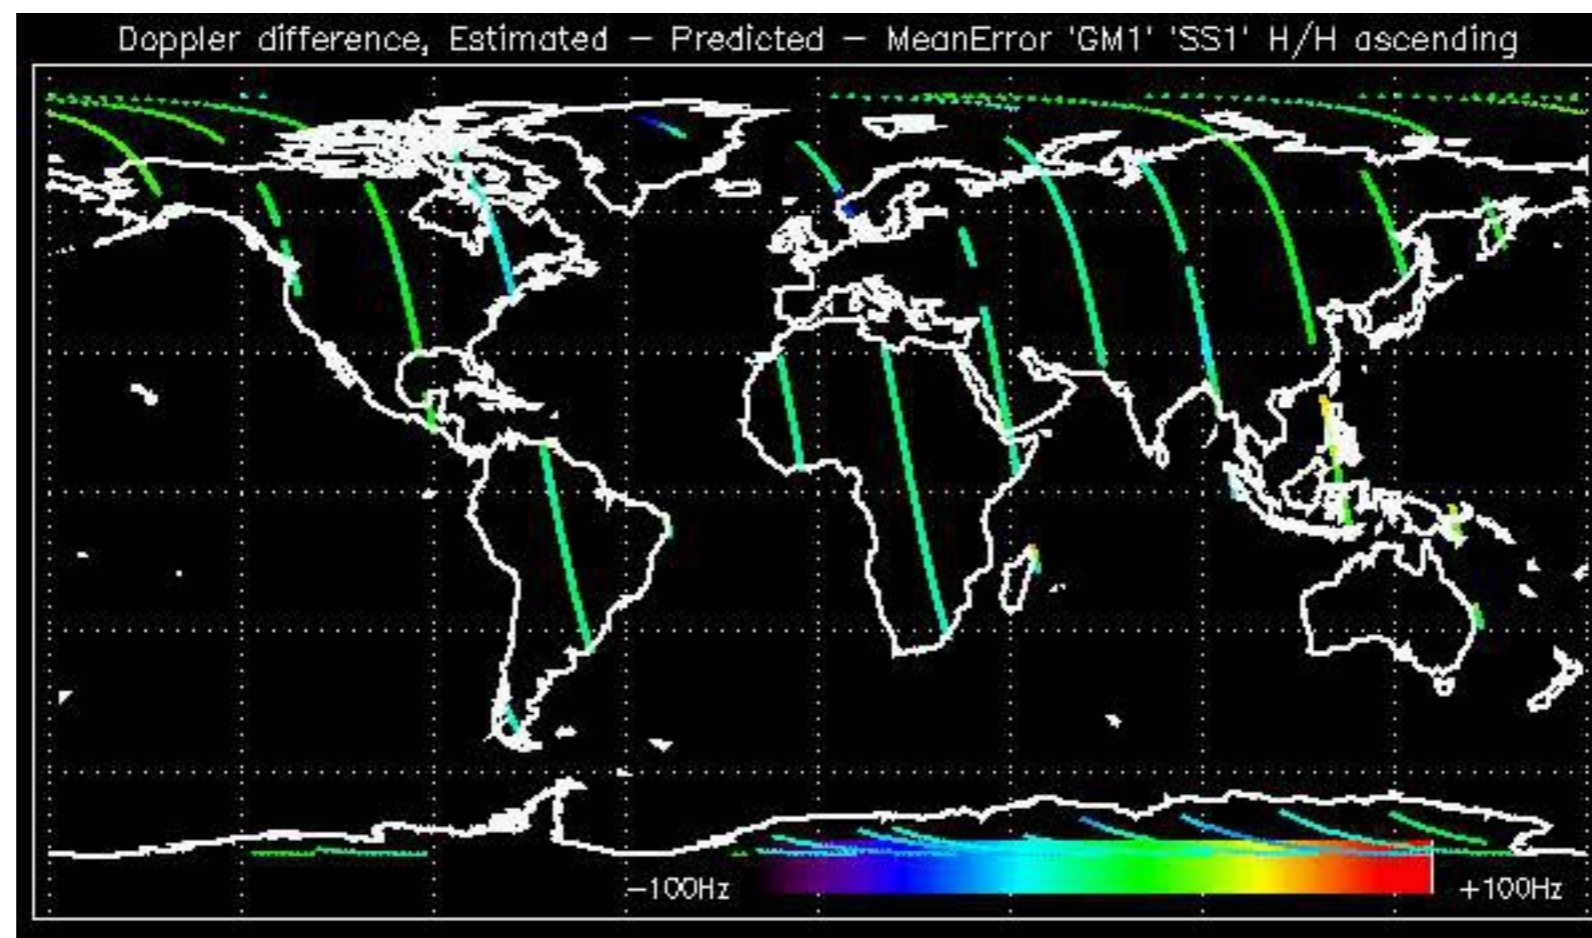 Doppler difference, Estimated – Predicted – MeanError 'GM1' 'SS1' H/H ascending
–100Hz
+100Hz